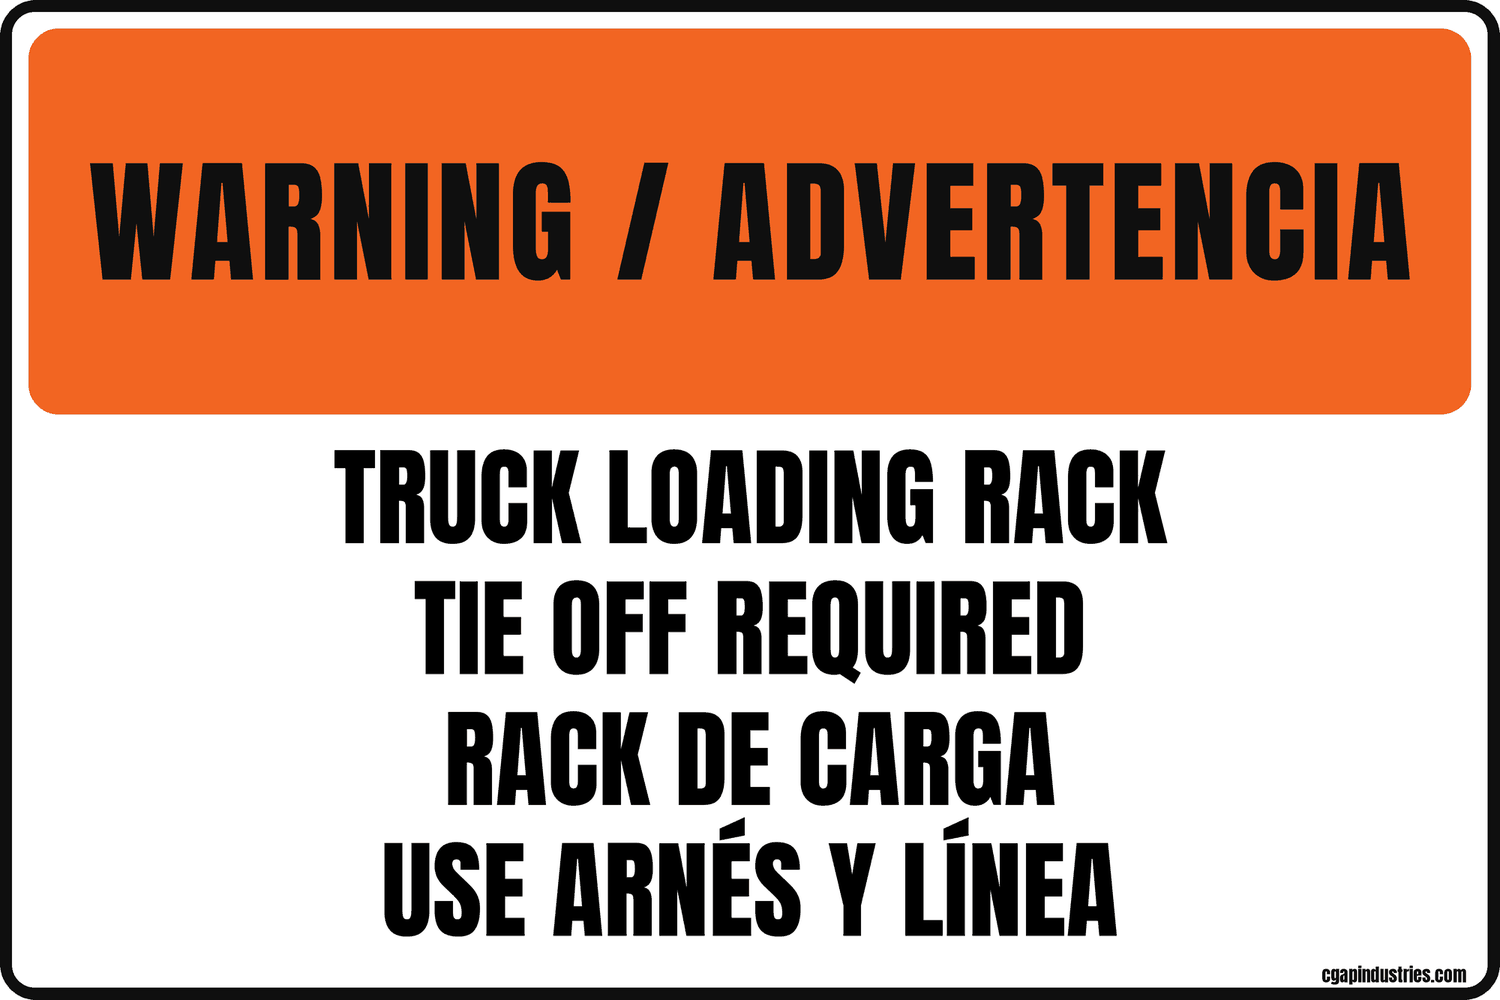 WARNING / ADVERTENCIA
TRUCK LOADING RACK
TIE OFF REQUIRED
RACK DE CARGA
USE ARNÉS Y LÍNEA
cgapindustries.com